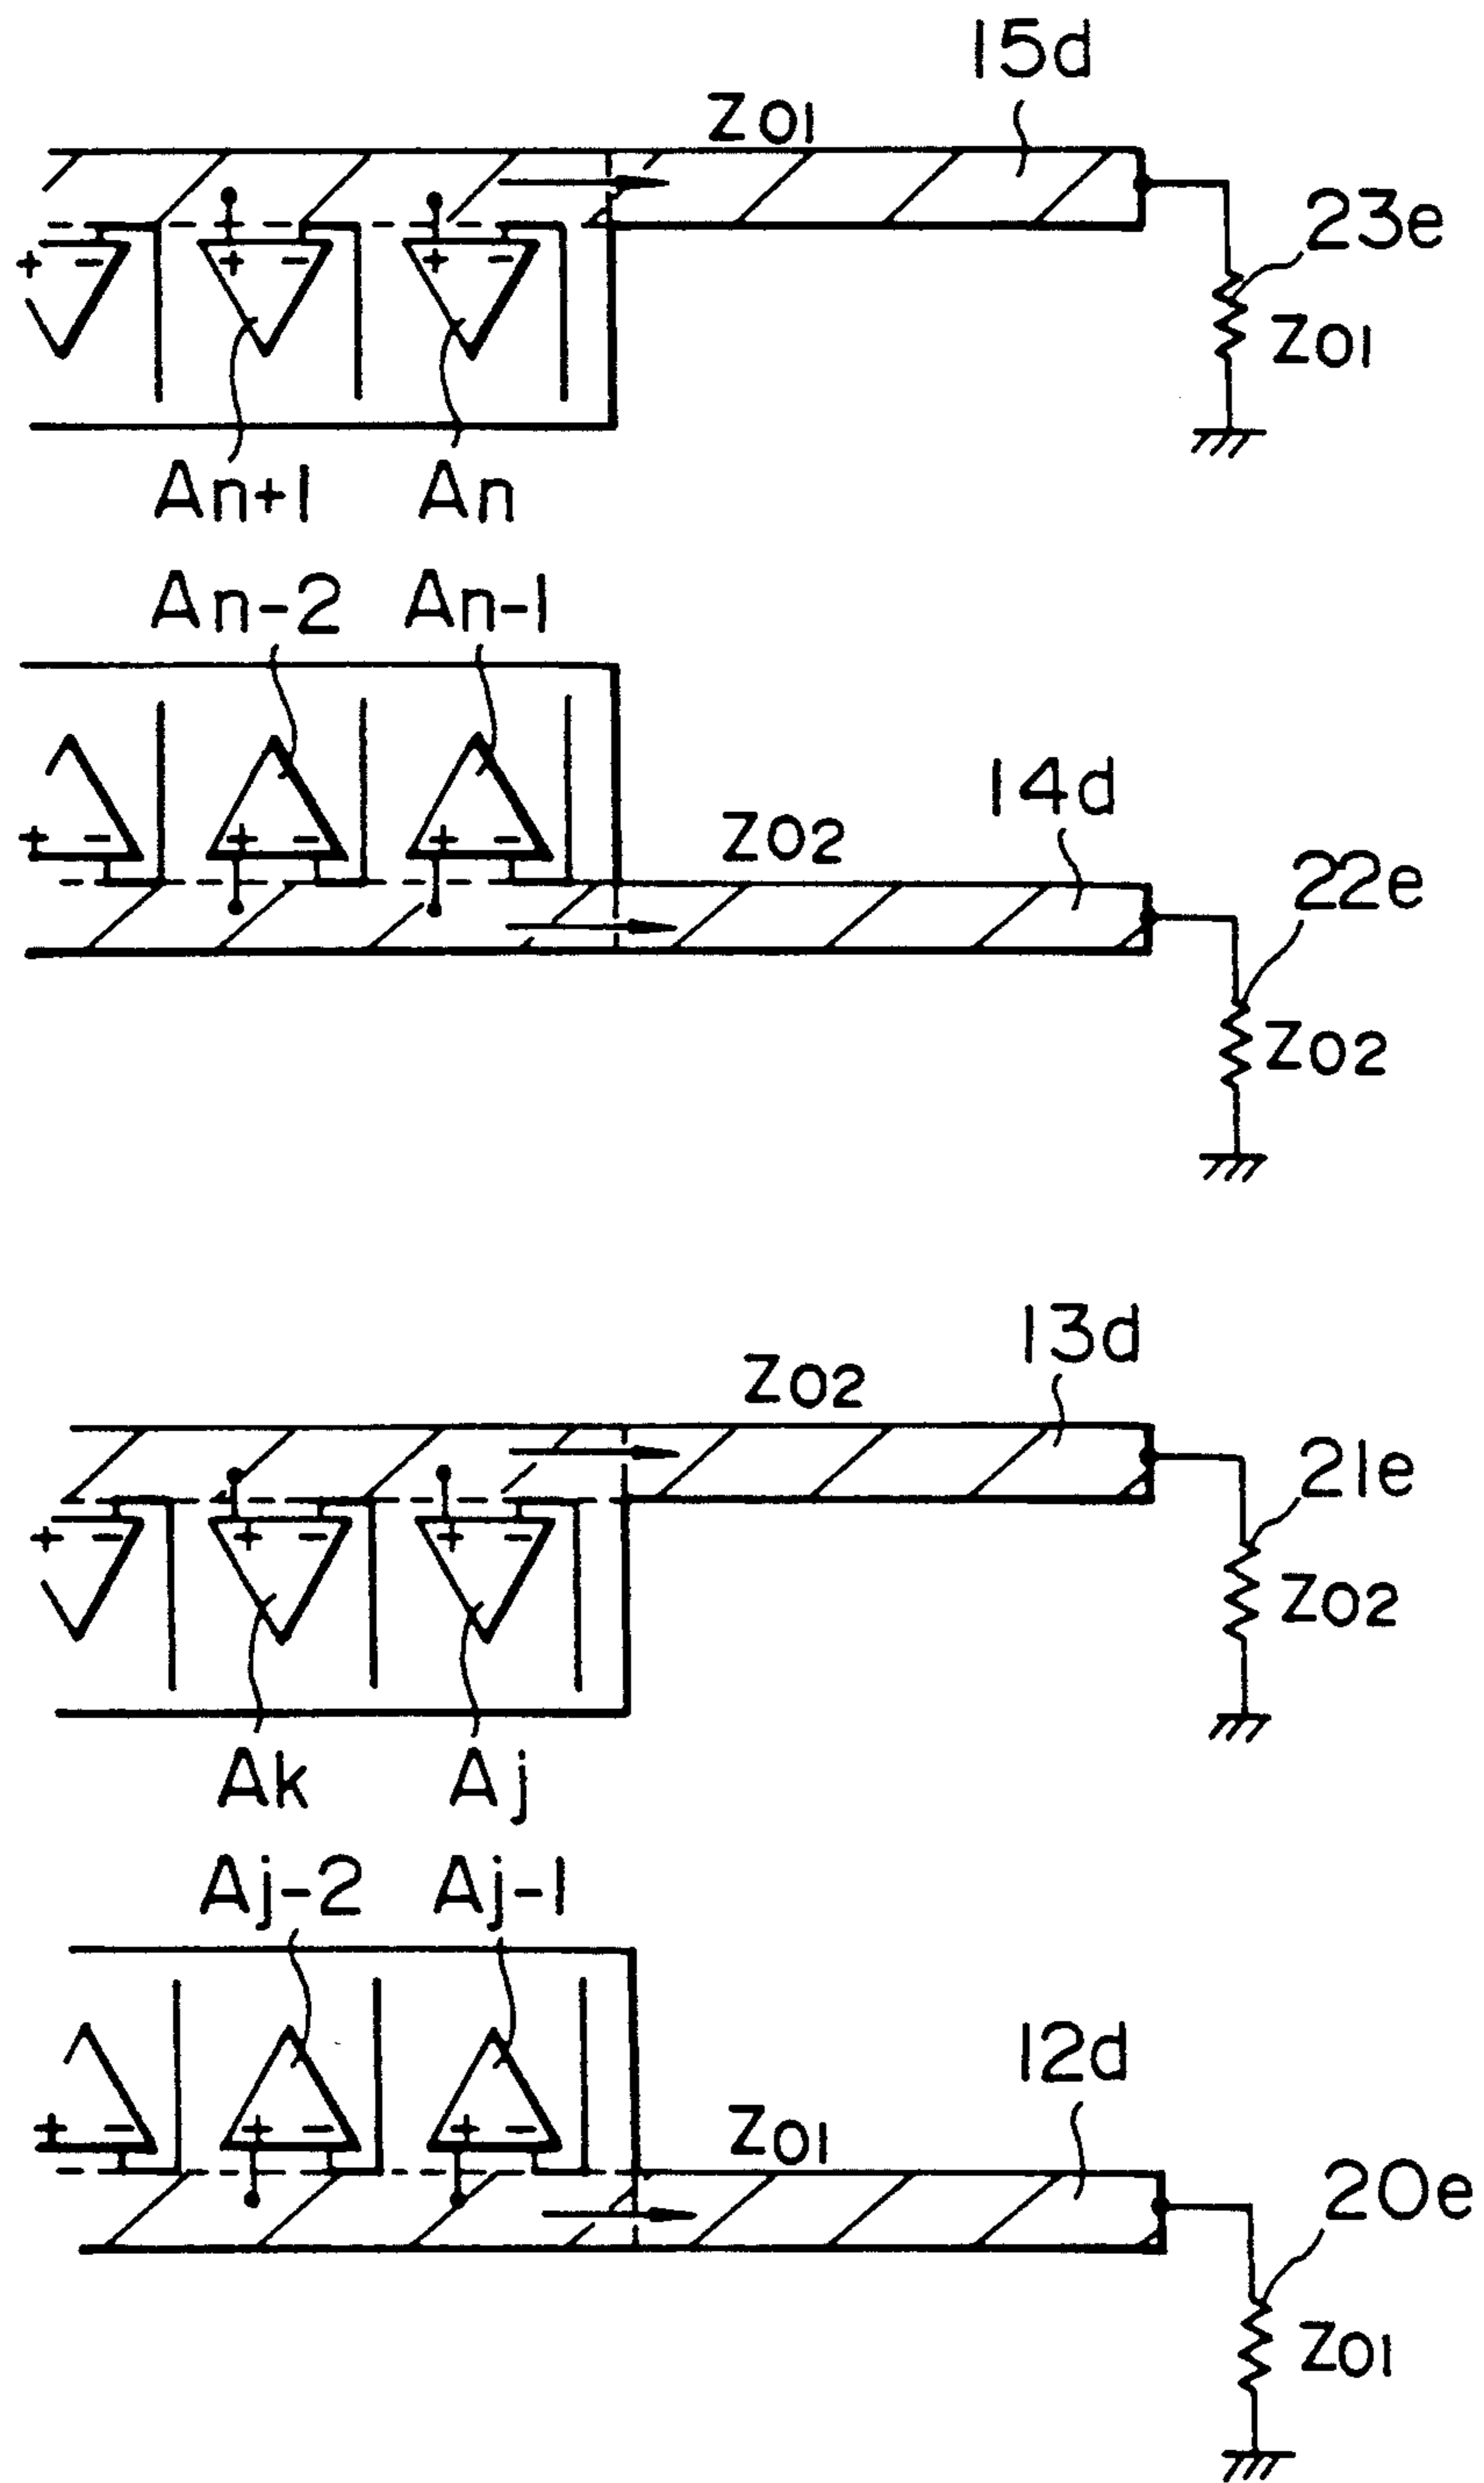 15d
Z01
23e
+ - + - + -
Z01
An+1 An
An-2 An-1
14d
+ - + - + -
Z02
22e
Z02
13d
Z02
21e
+ - + - + -
Z02
Ak Aj
Aj-2 Aj-1
12d
+ - + - + -
Z01
20e
Z01